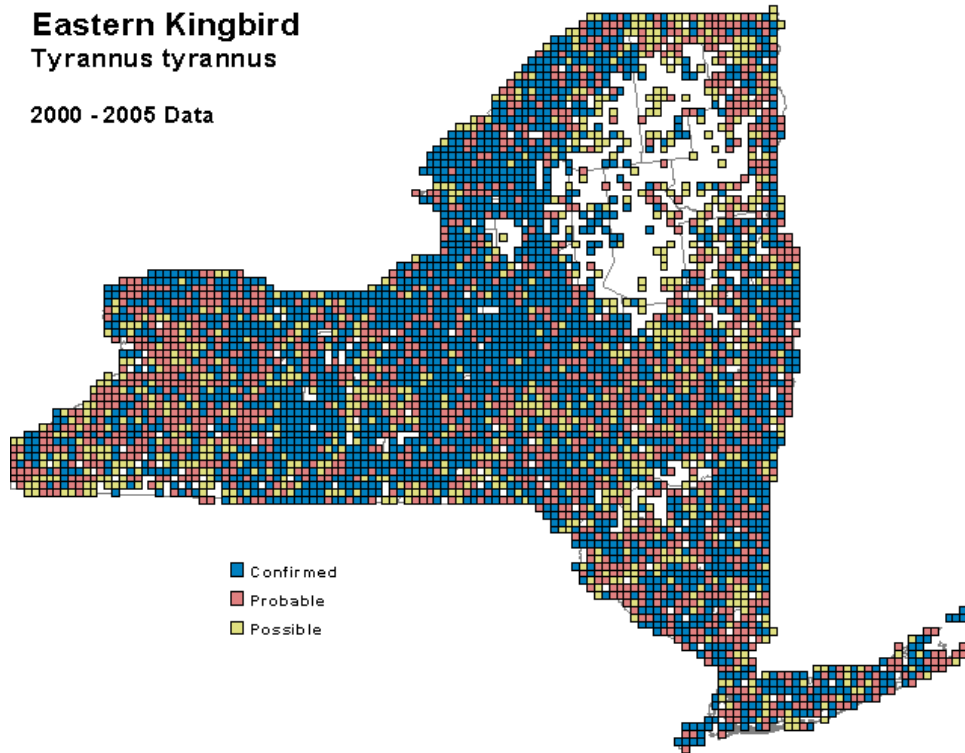 Eastern Kingbird
Tyrannus tyrannus
2000 - 2005 Data
Confirmed
Probable
Possible